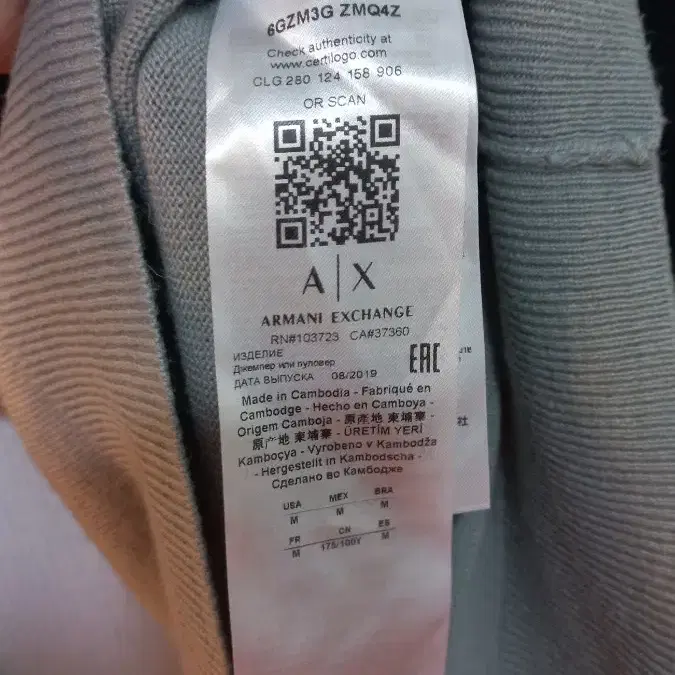 6GZM3G ZMQ4Z
Check authenticity at
www.certilogo.com
CLG 280 124 158 906
OR SCAN
A|X
ARMANI EXCHANGE
RN#103723 CA#37360
ИЗДЕЛИЕ
Джемпер или пуловер
ДАТА ВЫПУСКА 08/2019
EAC
Made in Cambodia - Fabriqué en
Cambodge - Hecho en Camboya -
Origem Camboja - 原產地 柬埔寨 -
原产地 柬埔寨 - ÜRETİM YERİ
Kamboçya - Vyrobeno v Kambodža
- Hergestellt in Kambodscha -
Сделано во Камбодже
USA MEX BRA
M M M
FR CN ES
M 175/100Y M
社